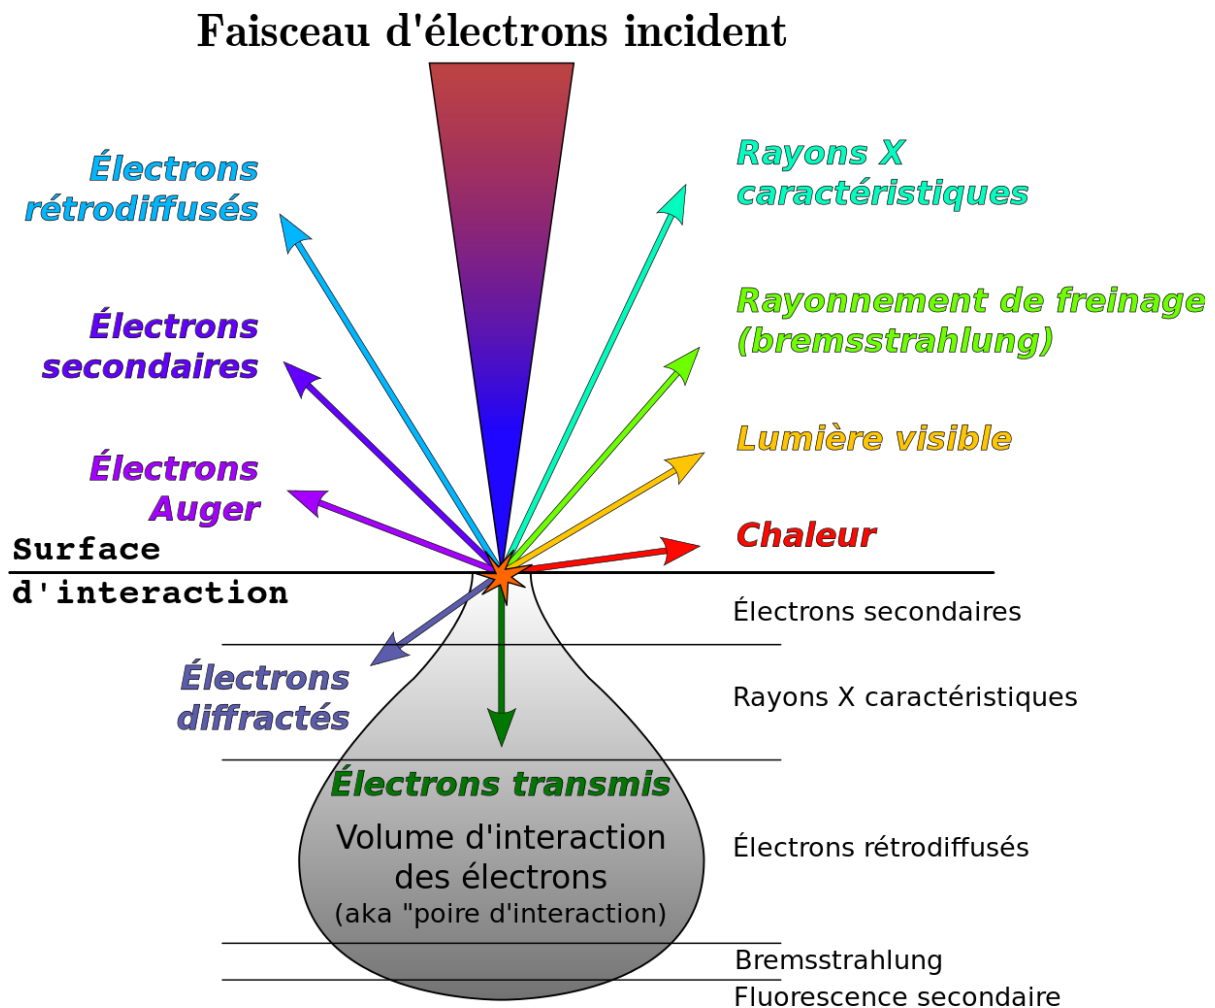 Faisceau d'électrons incident
Électrons
rétrodiffusés
Rayons X
caractéristiques
Électrons
secondaires
Rayonnement de freinage
(bremsstrahlung)
Électrons
Auger
Lumière visible
Chaleur
Surface
d'interaction
Électrons secondaires
Électrons
diffractés
Rayons X caractéristiques
Électrons transmis
Volume d'interaction
des électrons
(aka "poire d'interaction)
Électrons rétrodiffusés
Bremsstrahlung
Fluorescence secondaire